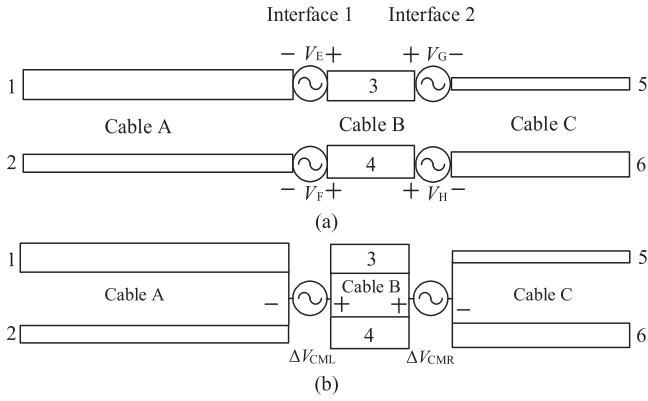 Interface 1 Interface 2
− V_E + + V_G −
1 3 5
Cable A Cable B Cable C
2 4 6
− V_F + + V_H −
(a)
1 3 5
Cable A Cable B Cable C
− + + −
2 4 6
ΔV_CML ΔV_CMR
(b)